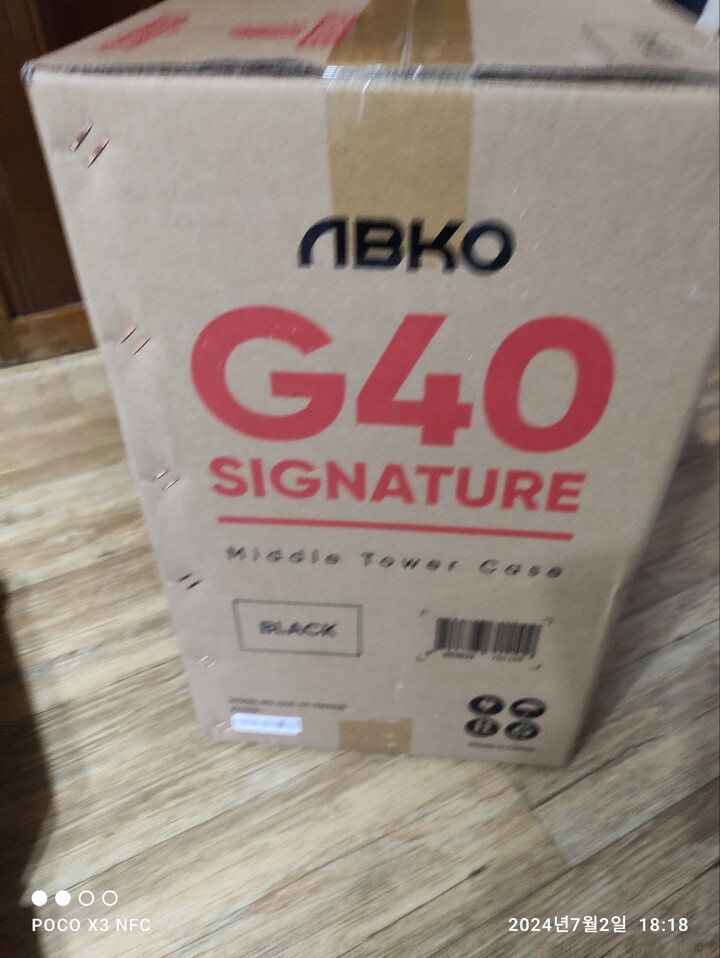 ABKO
G40
SIGNATURE
Middle Tower Case
BLACK
POCO X3 NFC
2024년7월2일 18:18